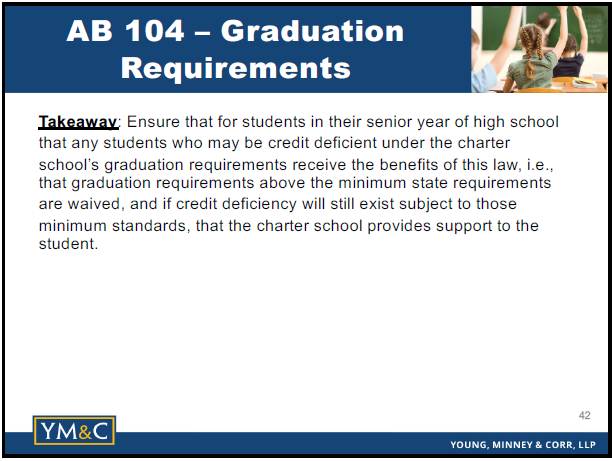 AB 104 – Graduation
Requirements
Takeaway: Ensure that for students in their senior year of high school
that any students who may be credit deficient under the charter
school's graduation requirements receive the benefits of this law, i.e.,
that graduation requirements above the minimum state requirements
are waived, and if credit deficiency will still exist subject to those
minimum standards, that the charter school provides support to the
student.
42
YM&C
YOUNG, MINNEY & CORR, LLP